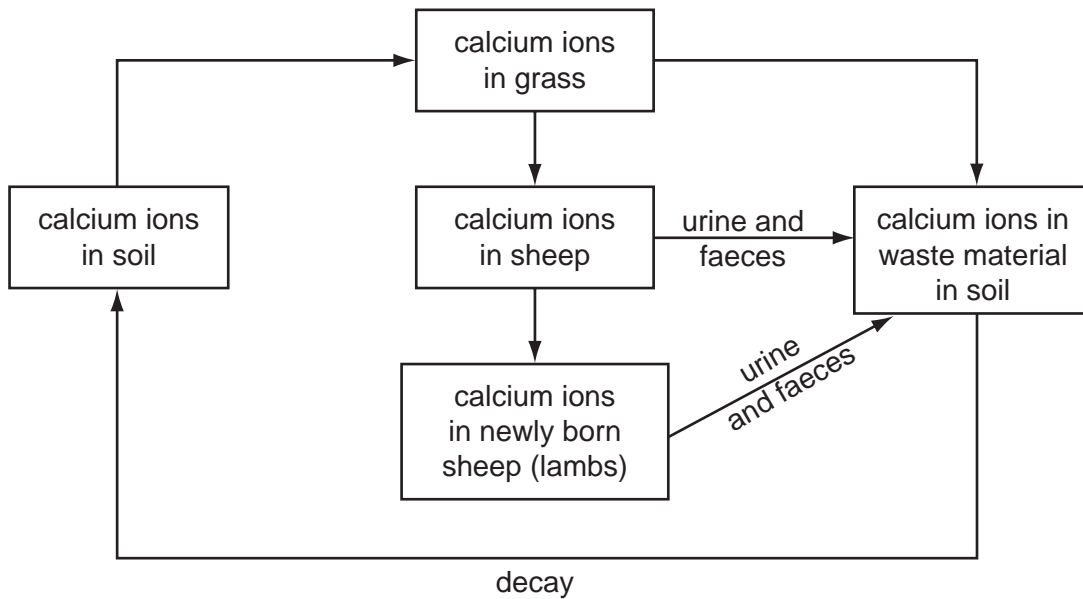 calcium ions
in grass
calcium ions
in soil
calcium ions
in sheep
urine and
faeces
calcium ions in
waste material
in soil
calcium ions
in newly born
sheep (lambs)
urine
and faeces
decay